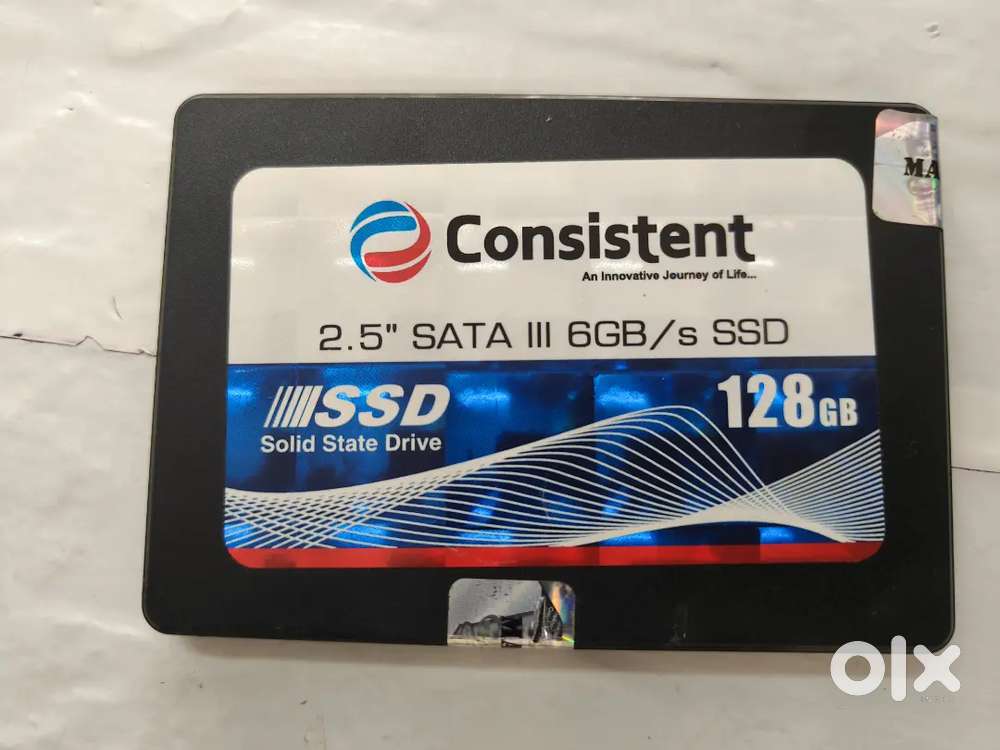 MA
Consistent
An Innovative Journey of Life...
2.5" SATA III 6GB/s SSD
SSD
128GB
Solid State Drive
olx